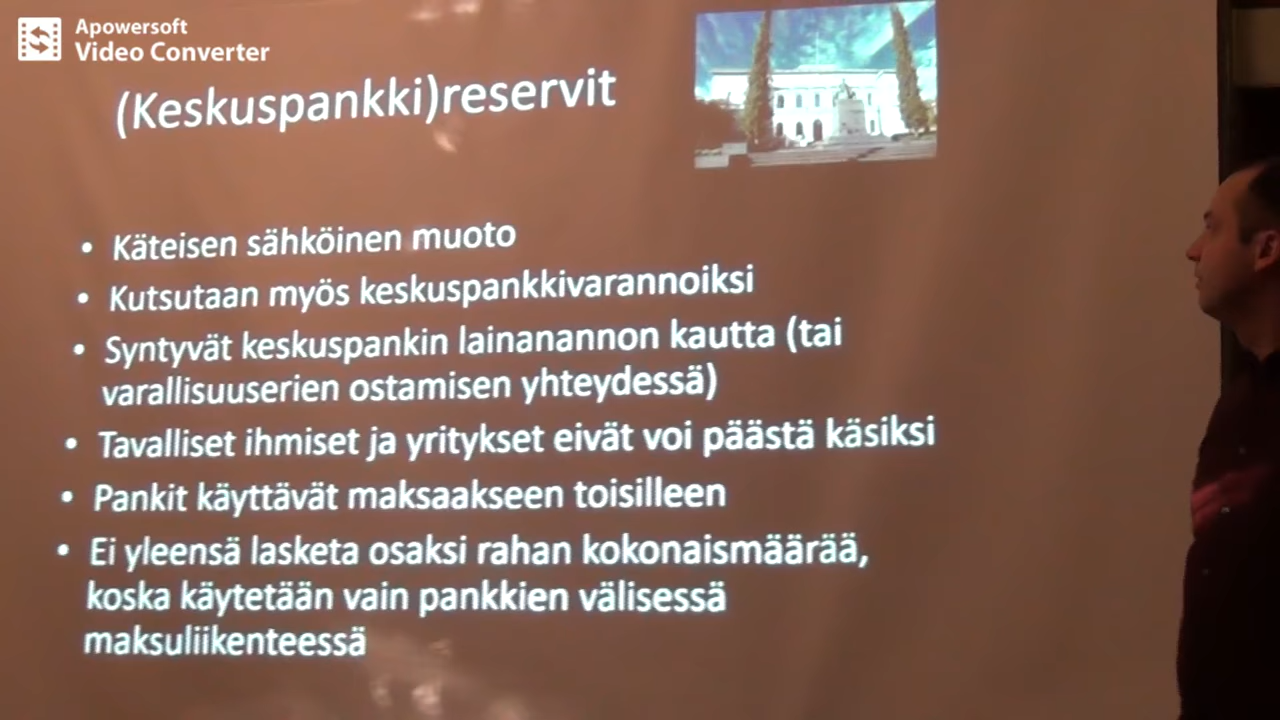 Apowersoft
Video Converter
(Keskuspankki)reservit
• Käteisen sähköinen muoto
• Kutsutaan myös keskuspankkivarannoiksi
• Syntyvät keskuspankin lainanannon kautta (tai
varallisuuserien ostamisen yhteydessä)
• Tavalliset ihmiset ja yritykset eivät voi päästä käsiksi
• Pankit käyttävät maksaakseen toisilleen
• Ei yleensä lasketa osaksi rahan kokonaismäärää,
koska käytetään vain pankkien välisessä
maksuliikenteessä